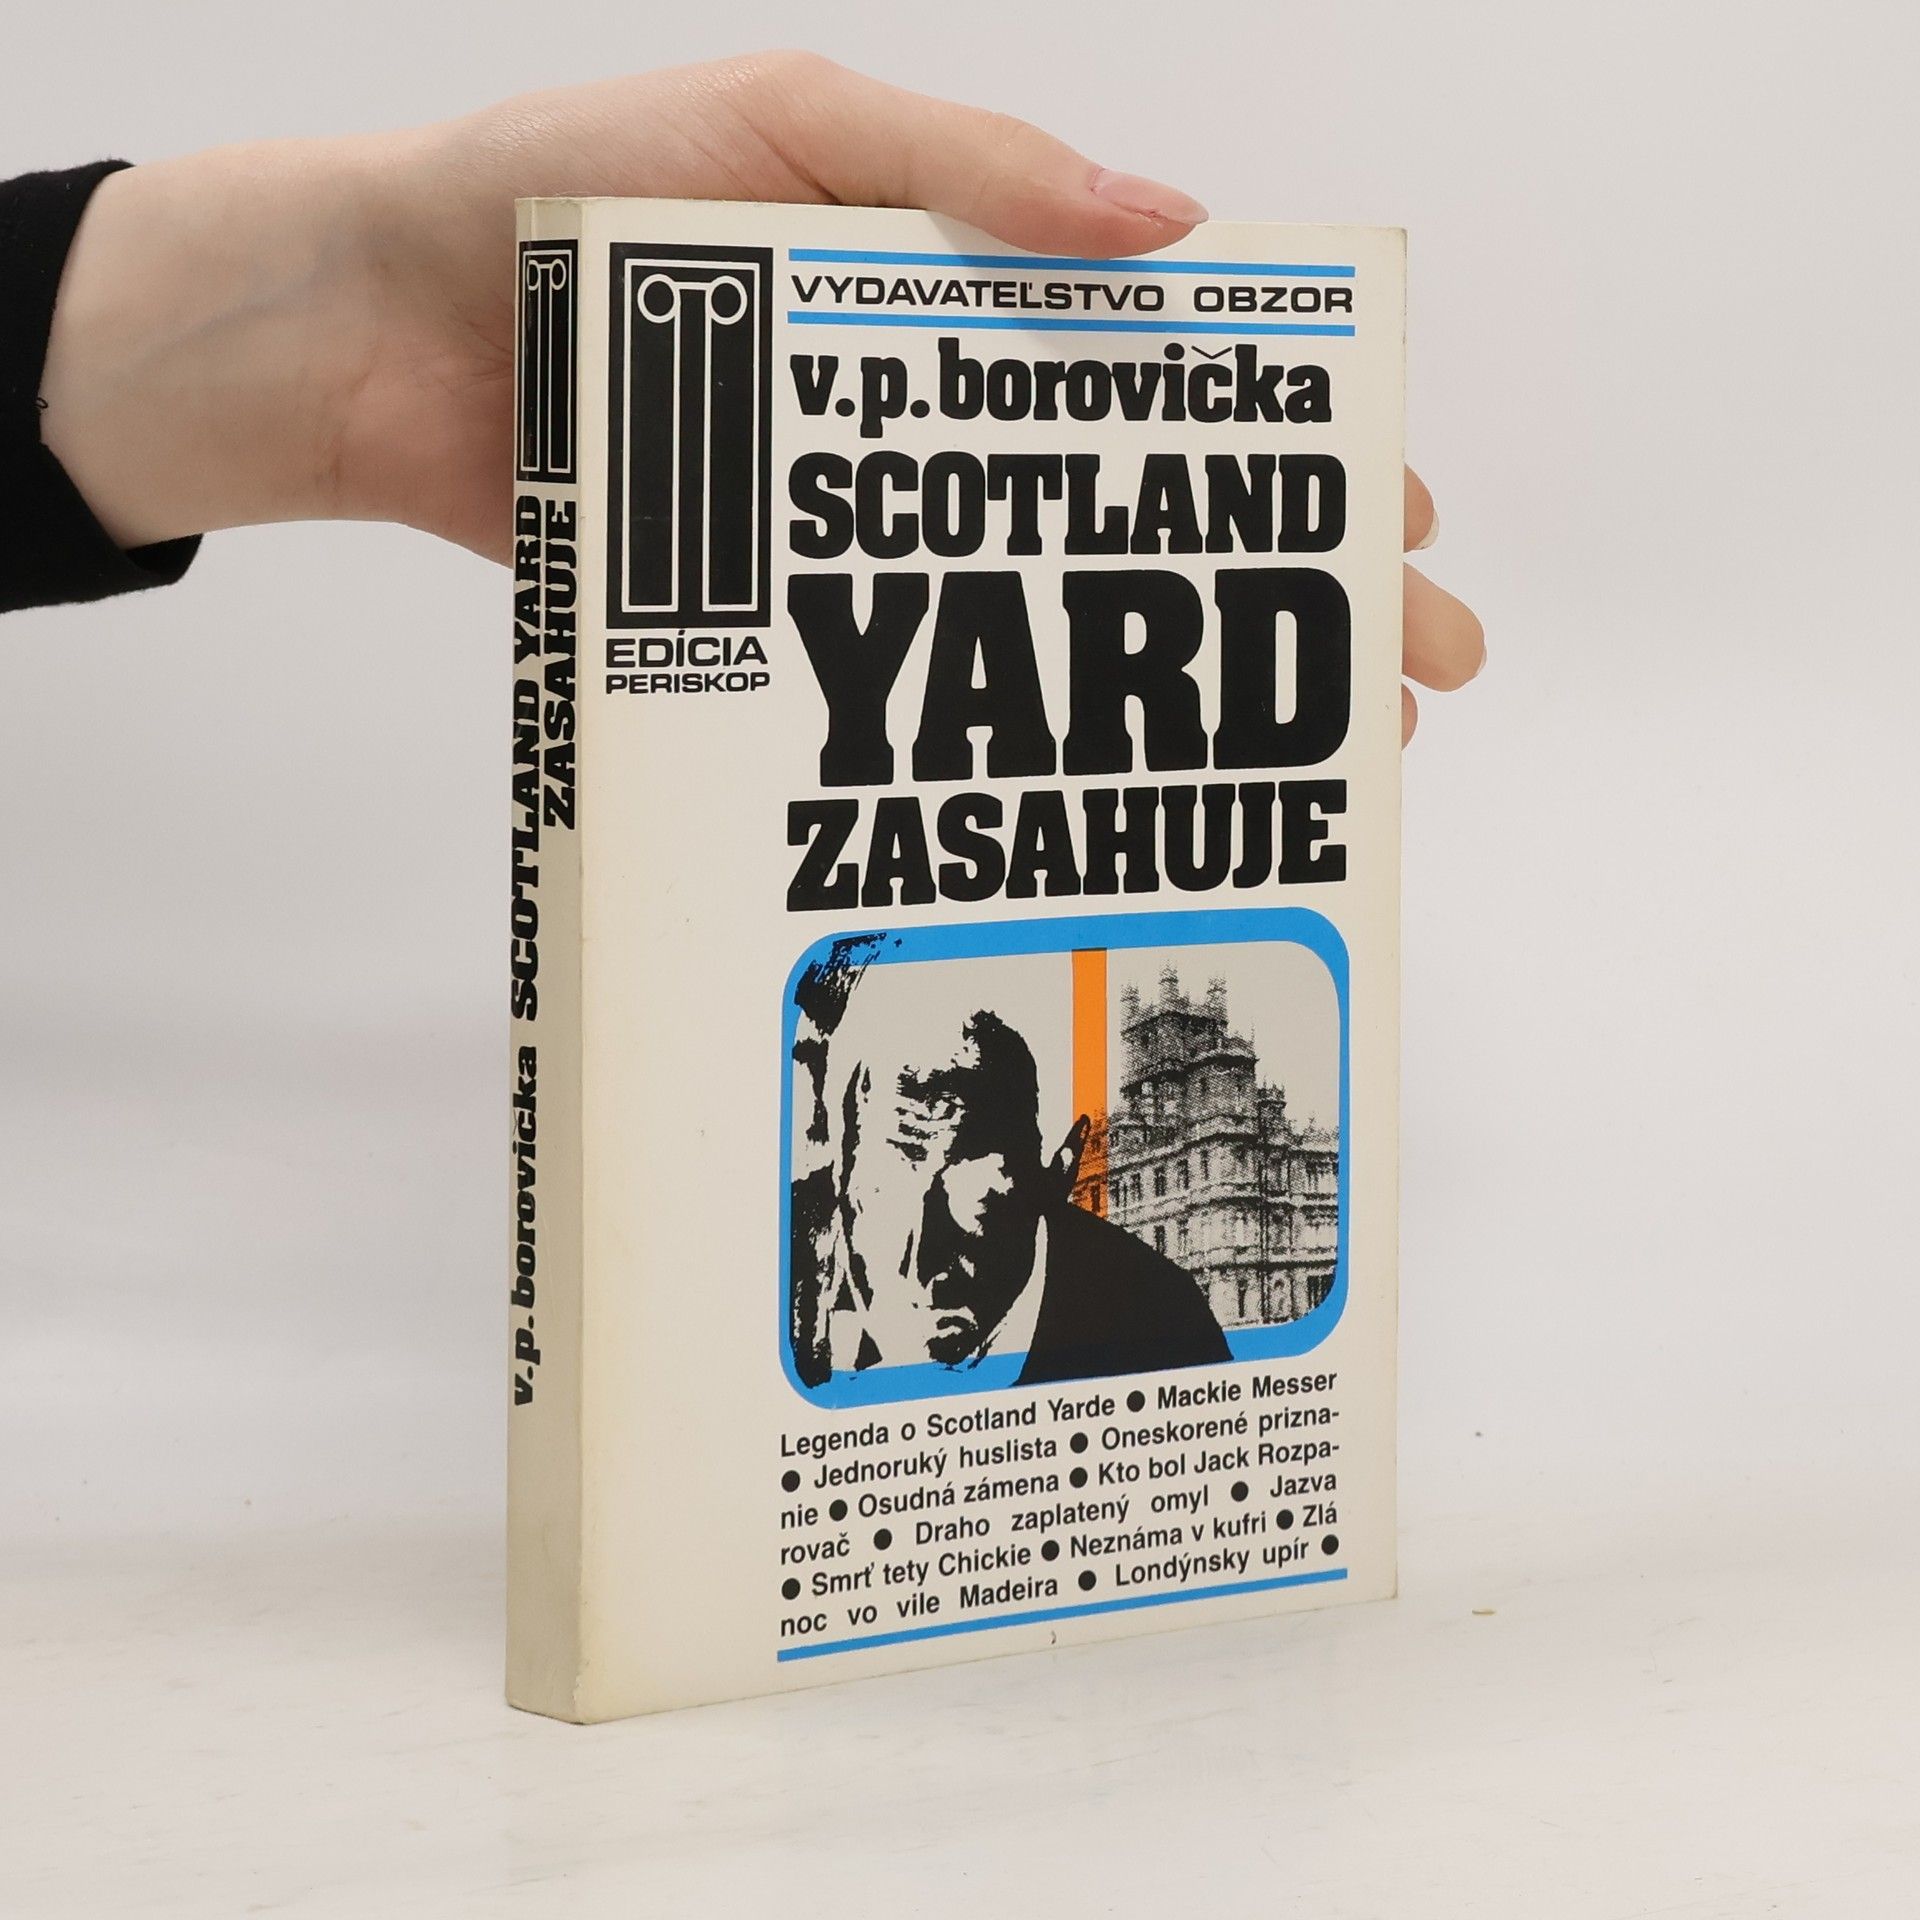 VYDAVATEĽSTVO OBZOR
v.p.borovička
SCOTLAND
YARD
ZASAHUJE
EDÍCIA
PERISKOP
Legenda o Scotland Yarde ● Mackie Messer
● Jednoruký huslista ● Oneskorené prizna-
nie ● Osudná zámena ● Kto bol Jack Rozpa-
rovač ● Draho zaplatený omyl ● Jazva
● Smrť tety Chickie ● Neznáma v kufri ● Zlá
noc vo vile Madeira ● Londýnsky upír ●
v.p.borovička SCOTLAND YARD
ZASAHUJE